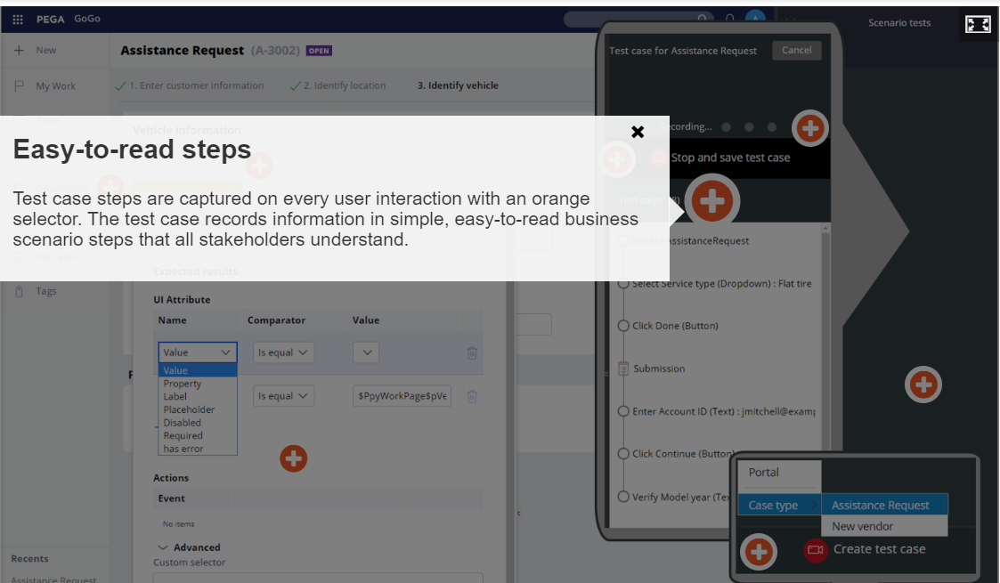 PEGA GoGo
Scenario tests
New
Assistance Request (A-3002) OPEN
Test case for Assistance Request
Cancel
My Work
1. Enter customer information
2. Identify location
3. Identify vehicle
Vehicle information
cording...
Stop and save test case
Easy-to-read steps
Test case steps are captured on every user interaction with an orange
selector. The test case records information in simple, easy-to-read business
scenario steps that all stakeholders understand.
AssistanceRequest
Expected results
Select Service type (Dropdown) : Flat tire
Tags
UI Attribute
Name
Comparator
Value
Click Done (Button)
Value
Is equal
Value
Property
Label
Placeholder
Disabled
Required
has error
Submission
Is equal
$PpyWorkPage$pVe
Enter Account ID (Text) : jmitchell@examp
Click Continue (Button)
Actions
Event
No items
Verify Model year (Tex
Portal
Case type
Assistance Request
New vendor
Create test case
Advanced
Custom selector
Recents
Assistance Request